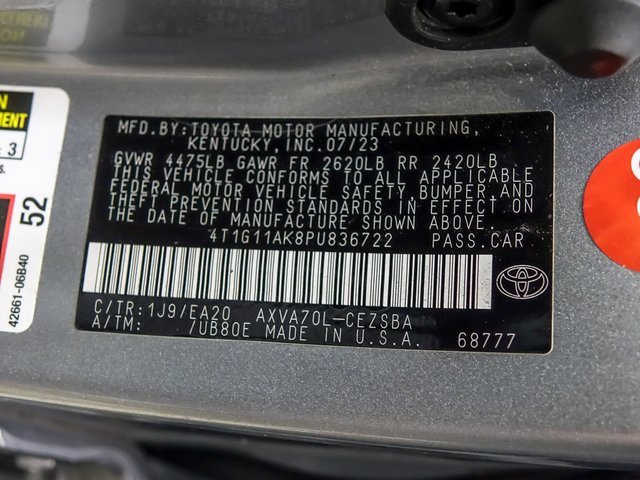 MFD.BY:TOYOTA MOTOR MANUFACTURING,
KENTUCKY, INC.07/23
GVWR 4475LB GAWR FR 2620LB RR 2420LB
THIS VEHICLE CONFORMS TO ALL APPLICABLE
FEDERAL MOTOR VEHICLE SAFETY BUMPER AND
THEFT PREVENTION STANDARDS IN EFFECT ON
THE DATE OF MANUFACTURE SHOWN ABOVE.
4T1G11AK8PU836722 PASS.CAR
C/TR:1J9/EA20 AXVA70L-CEZSBA
A/TM: 7UB80E MADE IN U.S.A. 68777
52
42661-06B40
3